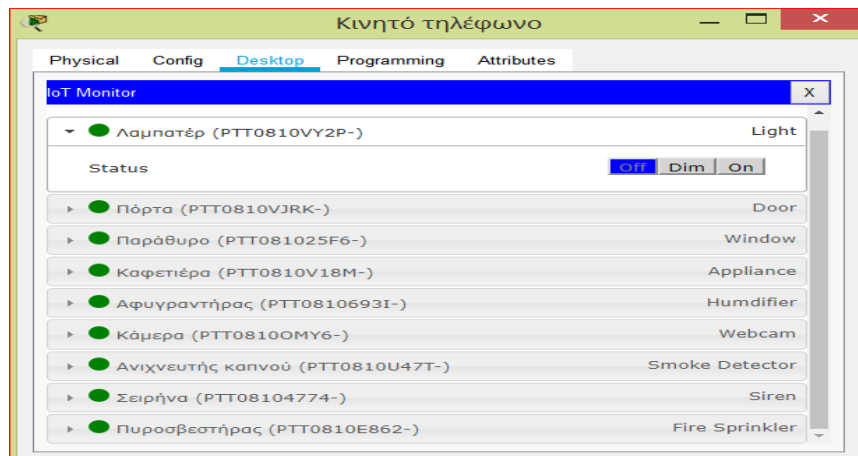 Κινητό τηλέφωνο
Physical Config Desktop Programming Attributes
IoT Monitor X
Λαμπατέρ (PTT0810VY2P-) Light
Status Off Dim On
Πόρτα (PTT0810VJRK-) Door
Παράθυρο (PTT081025F6-) Window
Καφετιέρα (PTT0810V18M-) Appliance
Αφυγραντήρας (PTT0810693I-) Humdifier
Κάμερα (PTT0810OMY6-) Webcam
Ανιχνευτής καπνού (PTT0810U47T-) Smoke Detector
Σειρήνα (PTT08104774-) Siren
Πυροσβεστήρας (PTT0810E862-) Fire Sprinkler